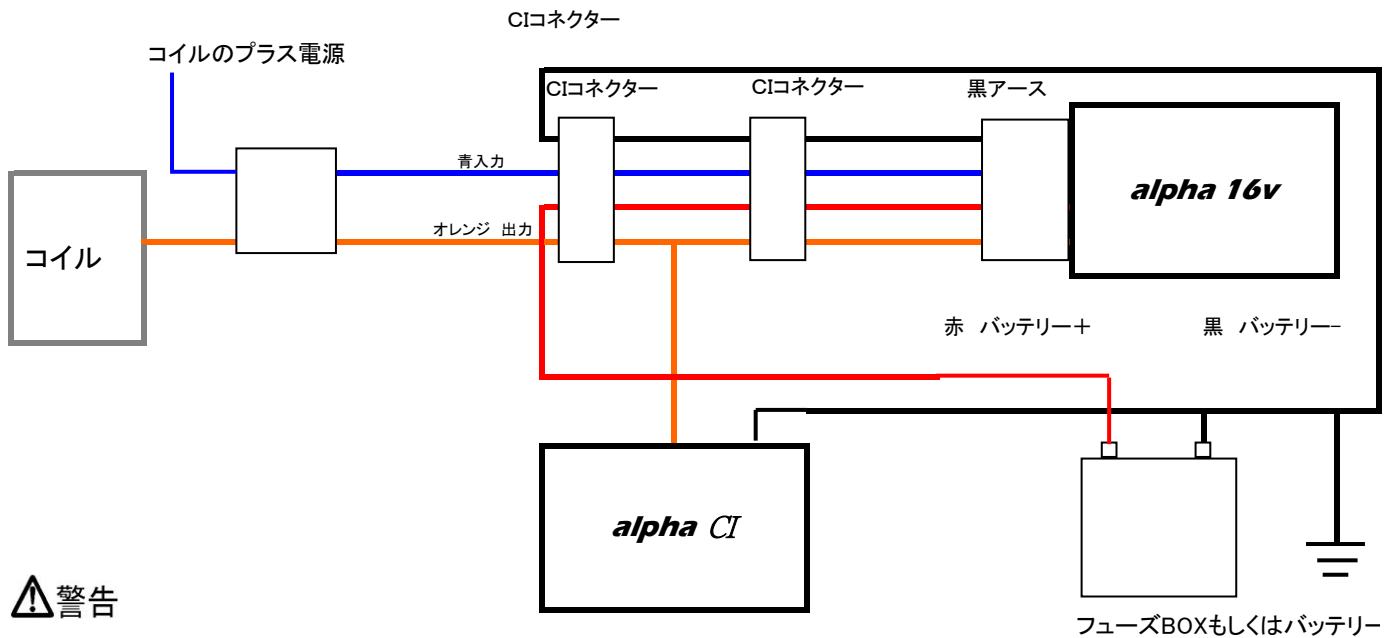 CIコネクター
コイルのプラス電源
CIコネクター
CIコネクター
黒アース
青入力
alpha 16v
オレンジ 出力
コイル
赤 バッテリー＋
黒 バッテリー−
alpha CI
警告
フューズBOXもしくはバッテリー